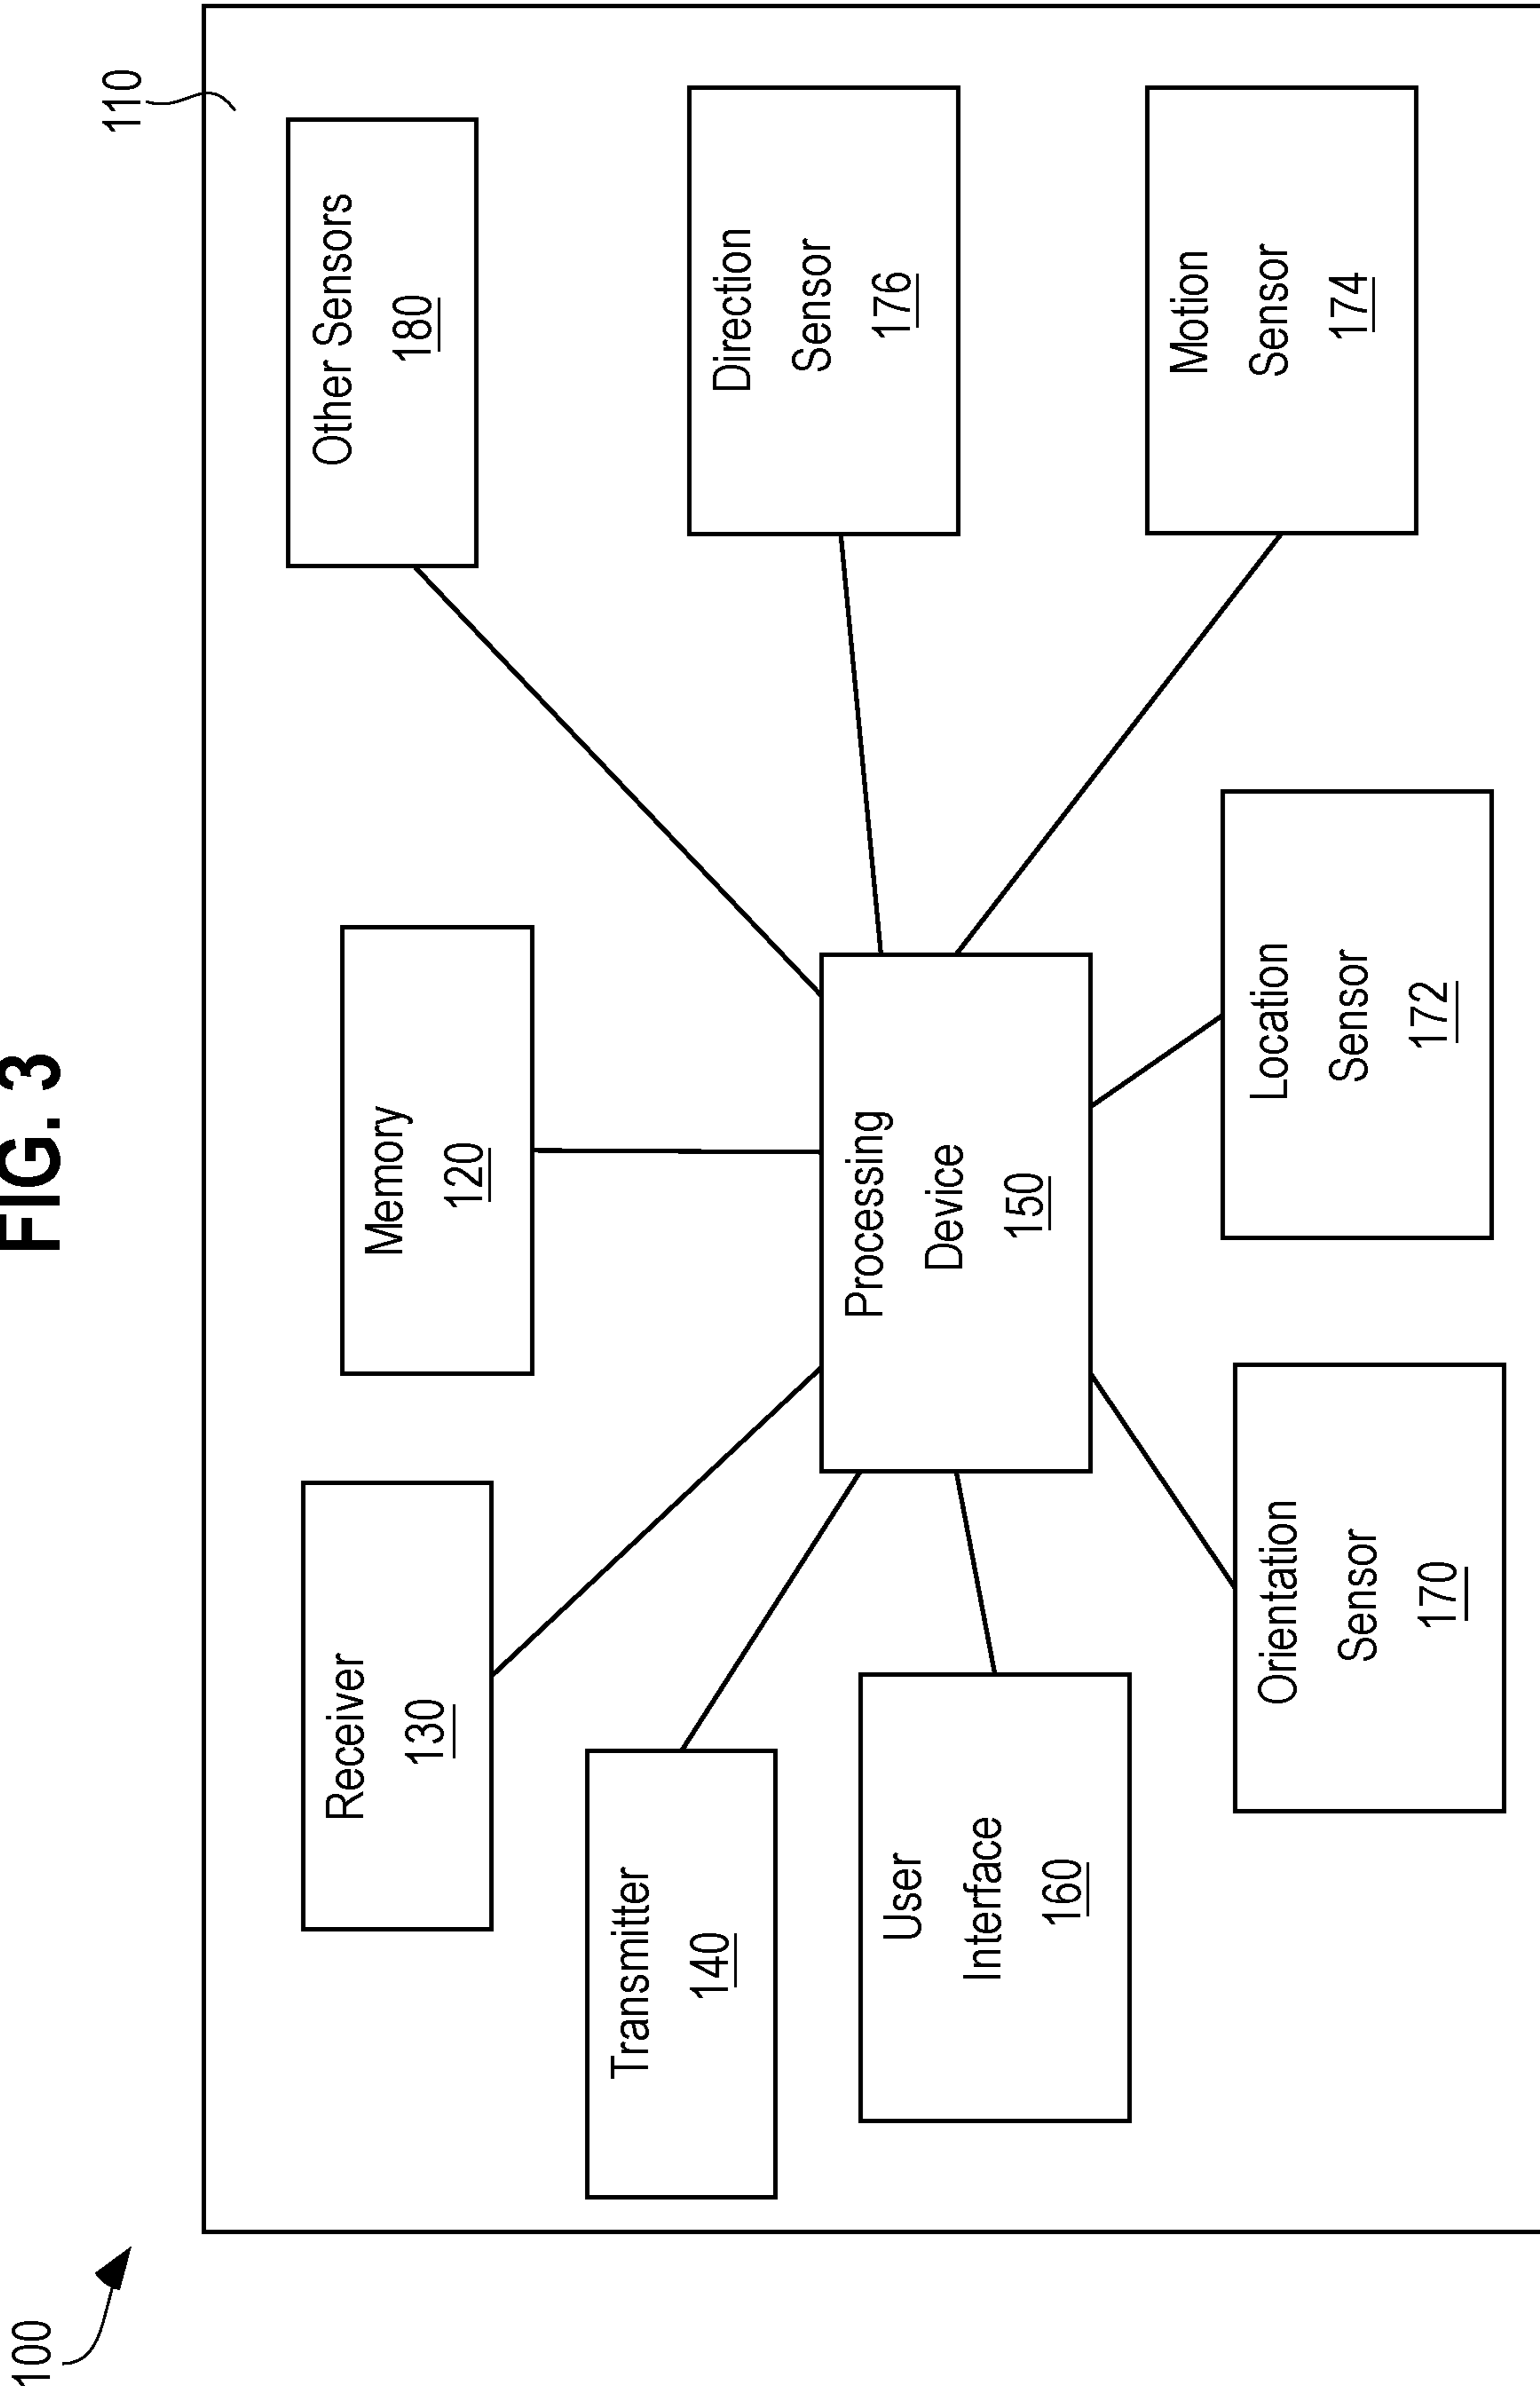 FIG. 3
100
110
Memory
120
Receiver
130
Other Sensors
180
Transmitter
140
Direction
Sensor
176
Processing
Device
150
User
Interface
160
Motion
Sensor
174
Location
Sensor
172
Orientation
Sensor
170